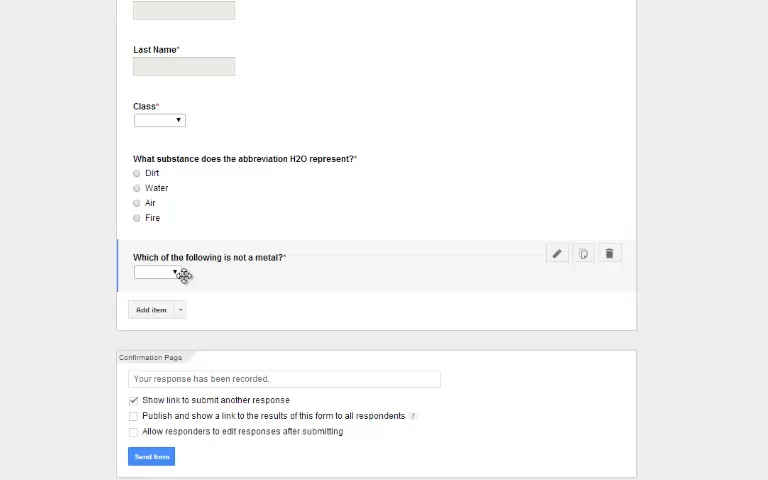 Last Name*
Class*
What substance does the abbreviation H2O represent?*
Dirt
Water
Air
Fire
Which of the following is not a metal?*
Add item
Confirmation Page
Your response has been recorded.
Show link to submit another response
Publish and show a link to the results of this form to all respondents ?
Allow responders to edit responses after submitting
Send form